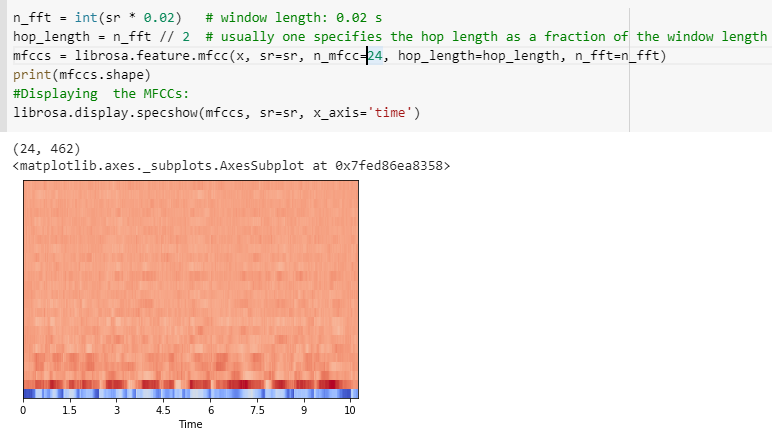 n_fft = int(sr * 0.02)   # window length: 0.02 s
hop_length = n_fft // 2  # usually one specifies the hop length as a fraction of the window length
mfccs = librosa.feature.mfcc(x, sr=sr, n_mfcc=24, hop_length=hop_length, n_fft=n_fft)
print(mfccs.shape)
#Displaying  the MFCCs:
librosa.display.specshow(mfccs, sr=sr, x_axis='time')
(24, 462)
<matplotlib.axes._subplots.AxesSubplot at 0x7fed86ea8358>
0 1.5 3 4.5 6 7.5 9 10
Time